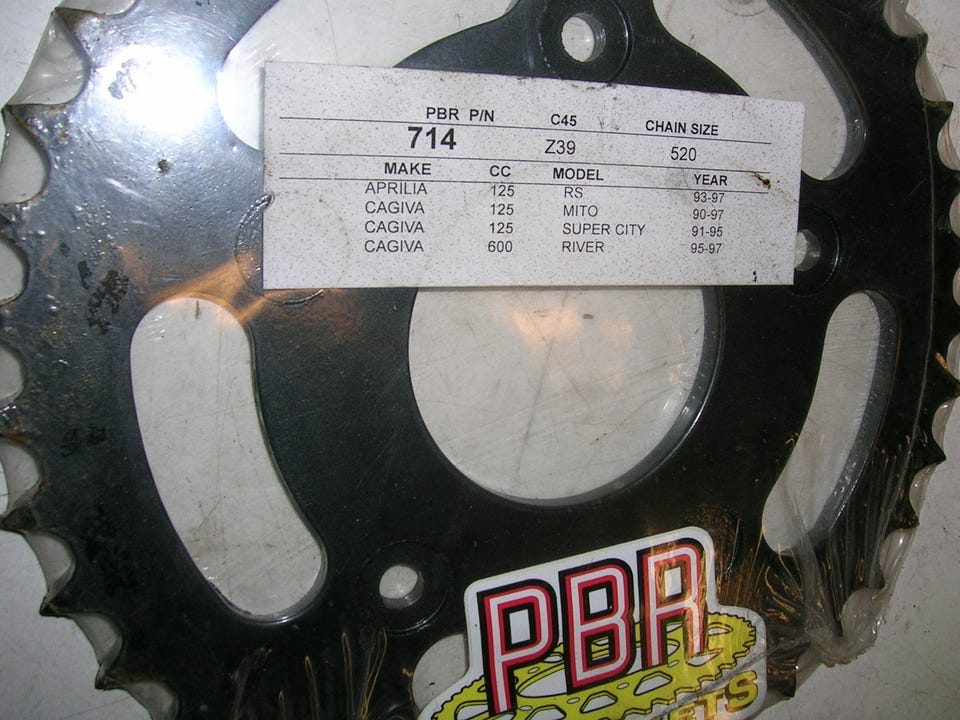 PBR P/N C45 CHAIN SIZE
714 Z39 520
MAKE CC MODEL YEAR
APRILIA 125 RS 93-97
CAGIVA 125 MITO 90-97
CAGIVA 125 SUPER CITY 91-95
CAGIVA 600 RIVER 95-97
PBR